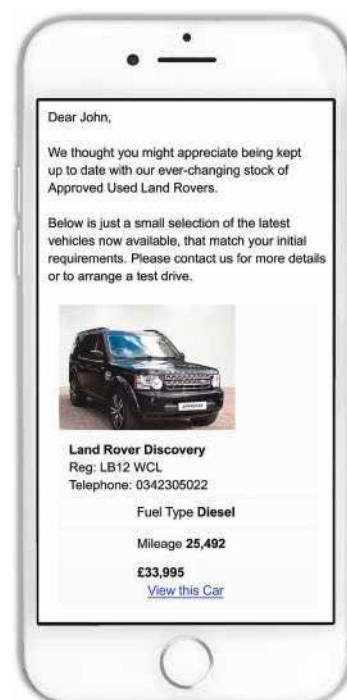 Dear John,
We thought you might appreciate being kept
up to date with our ever-changing stock of
Approved Used Land Rovers.
Below is just a small selection of the latest
vehicles now available, that match your initial
requirements. Please contact us for more details
or to arrange a test drive.
Land Rover Discovery
Reg: LB12 WCL
Telephone: 0342305022
Fuel Type Diesel
Mileage 25,492
£33,995
View this Car